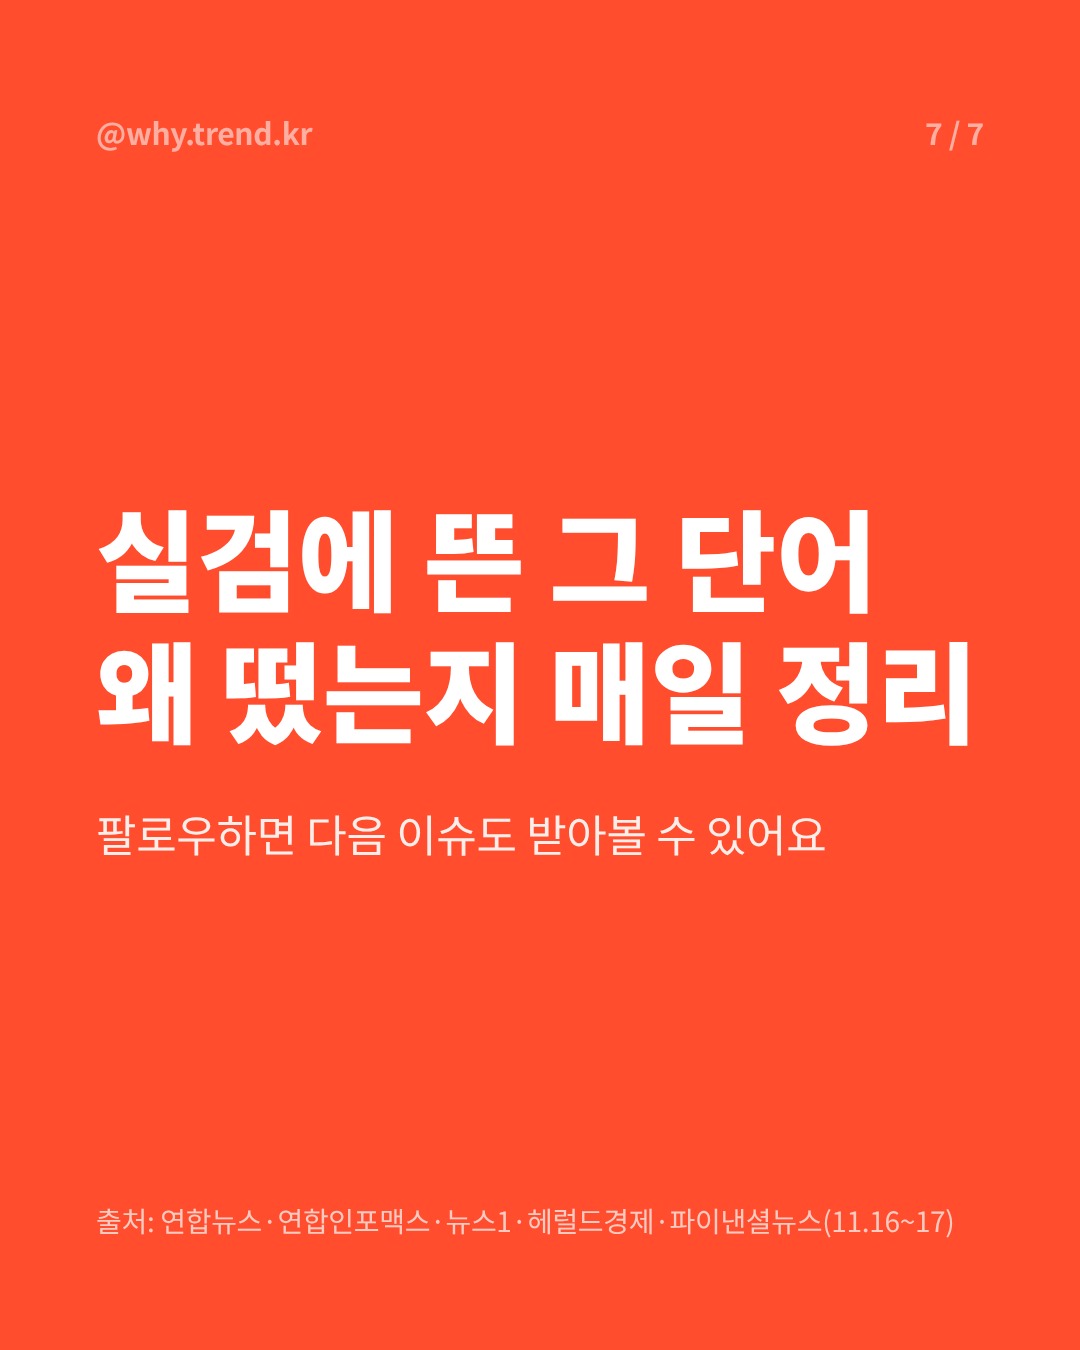 @why.trend.kr
7 / 7
실검에 뜬 그 단어
왜 떴는지 매일 정리
팔로우하면 다음 이슈도 받아볼 수 있어요
출처: 연합뉴스·연합인포맥스·뉴스1·헤럴드경제·파이낸셜뉴스(11.16~17)